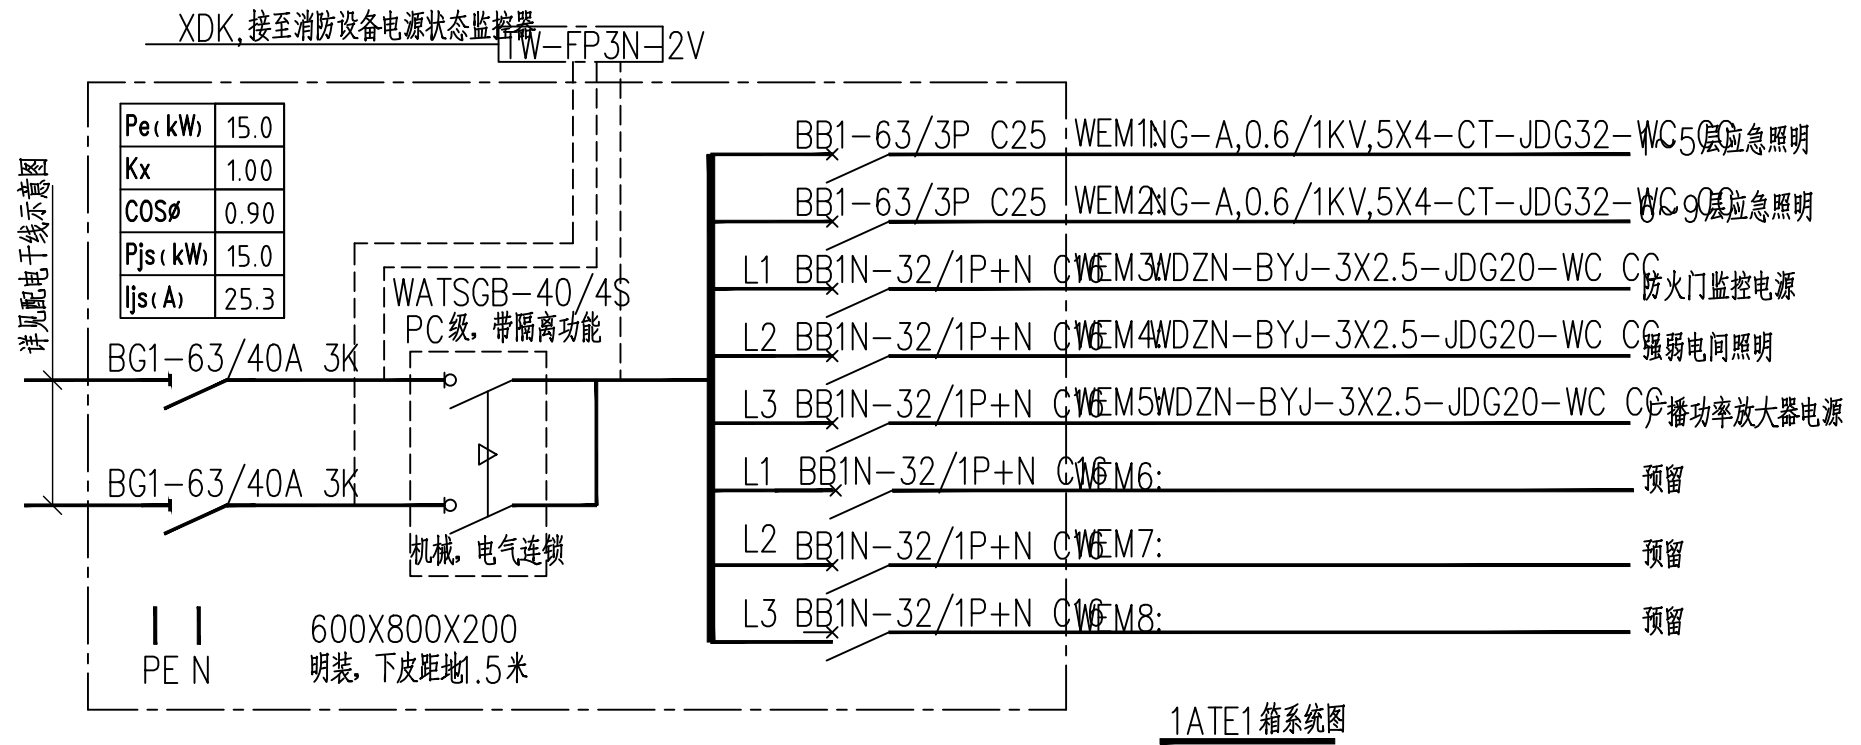 XDK,接至消防设备电源状态监控器
TW-FP3N-2V
Pe(kW) 15.0
Kx 1.00
COSø 0.90
Pjs(kW) 15.0
Ijs(A) 25.3
详见配电干线示意图
BG1-63/40A 3K
BG1-63/40A 3K
WATSGB-40/4S
PC级，带隔离功能
机械，电气连锁
BB1-63/3P C25 WEM1: NG-A,0.6/1KV,5X4-CT-JDG32-WC CC 1~5层应急照明
BB1-63/3P C25 WEM2: NG-A,0.6/1KV,5X4-CT-JDG32-WC CC 6~9层应急照明
L1 BB1N-32/1P+N C16 WEM3: WDZN-BYJ-3X2.5-JDG20-WC CC 防火门监控电源
L2 BB1N-32/1P+N C16 WEM4: WDZN-BYJ-3X2.5-JDG20-WC CC 强弱电间照明
L3 BB1N-32/1P+N C16 WEM5: WDZN-BYJ-3X2.5-JDG20-WC CC 广播功率放大器电源
L1 BB1N-32/1P+N C16 WEM6: 预留
L2 BB1N-32/1P+N C16 WEM7: 预留
L3 BB1N-32/1P+N C16 WEM8: 预留
PE N
600X800X200
明装，下皮距地1.5米
1ATE1箱系统图